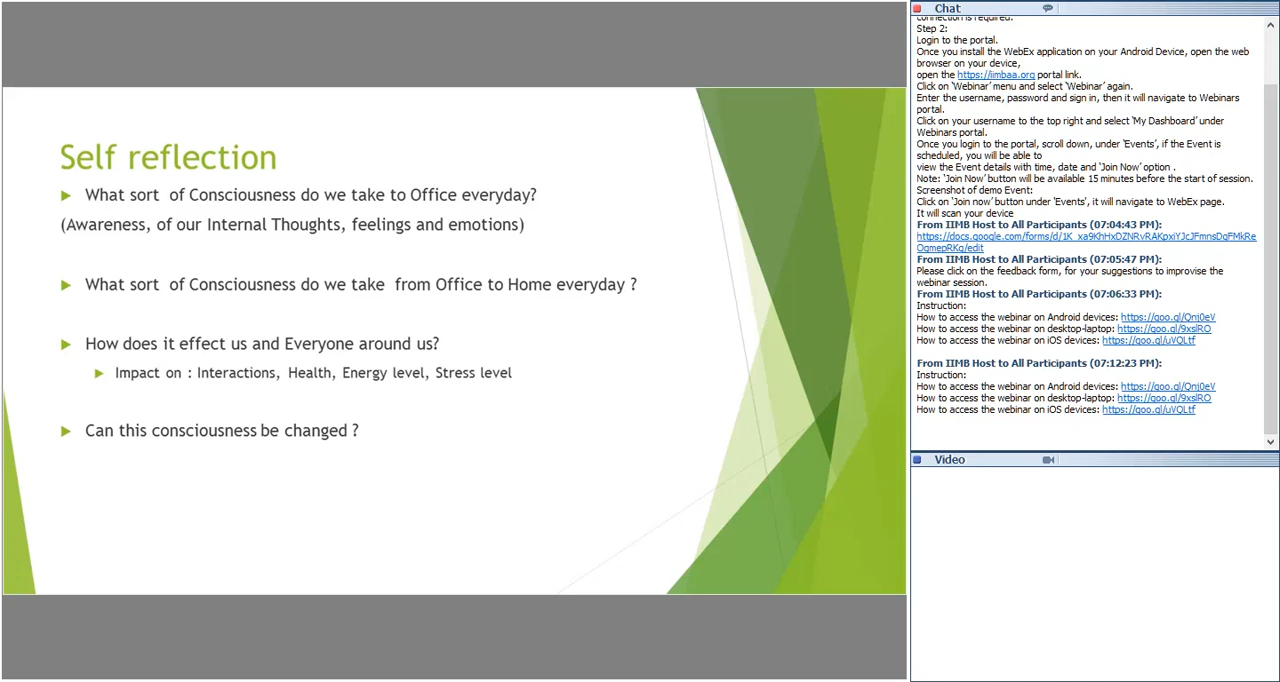 Self reflection
What sort of Consciousness do we take to Office everyday?
(Awareness, of our Internal Thoughts, feelings and emotions)
What sort of Consciousness do we take from Office to Home everyday ?
How does it effect us and Everyone around us?
Impact on : Interactions, Health, Energy level, Stress level
Can this consciousness be changed ?
Chat
connection is required.
Step 2:
Login to the portal.
Once you install the WebEx application on your Android Device, open the web
browser on your device,
open the https://iimbaa.org portal link.
Click on 'Webinar' menu and select 'Webinar' again.
Enter the username, password and sign in, then it will navigate to Webinars
portal.
Click on your username to the top right and select 'My Dashboard' under
Webinars portal.
Once you login to the portal, scroll down, under 'Events', if the Event is
scheduled, you will be able to
view the Event details with time, date and 'Join Now' option .
Note: 'Join Now' button will be available 15 minutes before the start of session.
Screenshot of demo Event:
Click on 'Join now' button under 'Events', it will navigate to WebEx page.
It will scan your device
From IIMB Host to All Participants (07:04:43 PM):
From IIMB Host to All Participants (07:05:47 PM):
Please click on the feedback form, for your suggestions to improvise the
webinar session.
From IIMB Host to All Participants (07:06:33 PM):
Instruction:
How to access the webinar on Android devices: https://goo.gl/Qnj0eV
How to access the webinar on desktop-laptop: https://goo.gl/9xslRO
How to access the webinar on iOS devices: https://goo.gl/uVQLtf
From IIMB Host to All Participants (07:12:23 PM):
Instruction:
How to access the webinar on Android devices: https://goo.gl/Qnj0eV
How to access the webinar on desktop-laptop: https://goo.gl/9xslRO
How to access the webinar on iOS devices: https://goo.gl/uVQLtf
Video